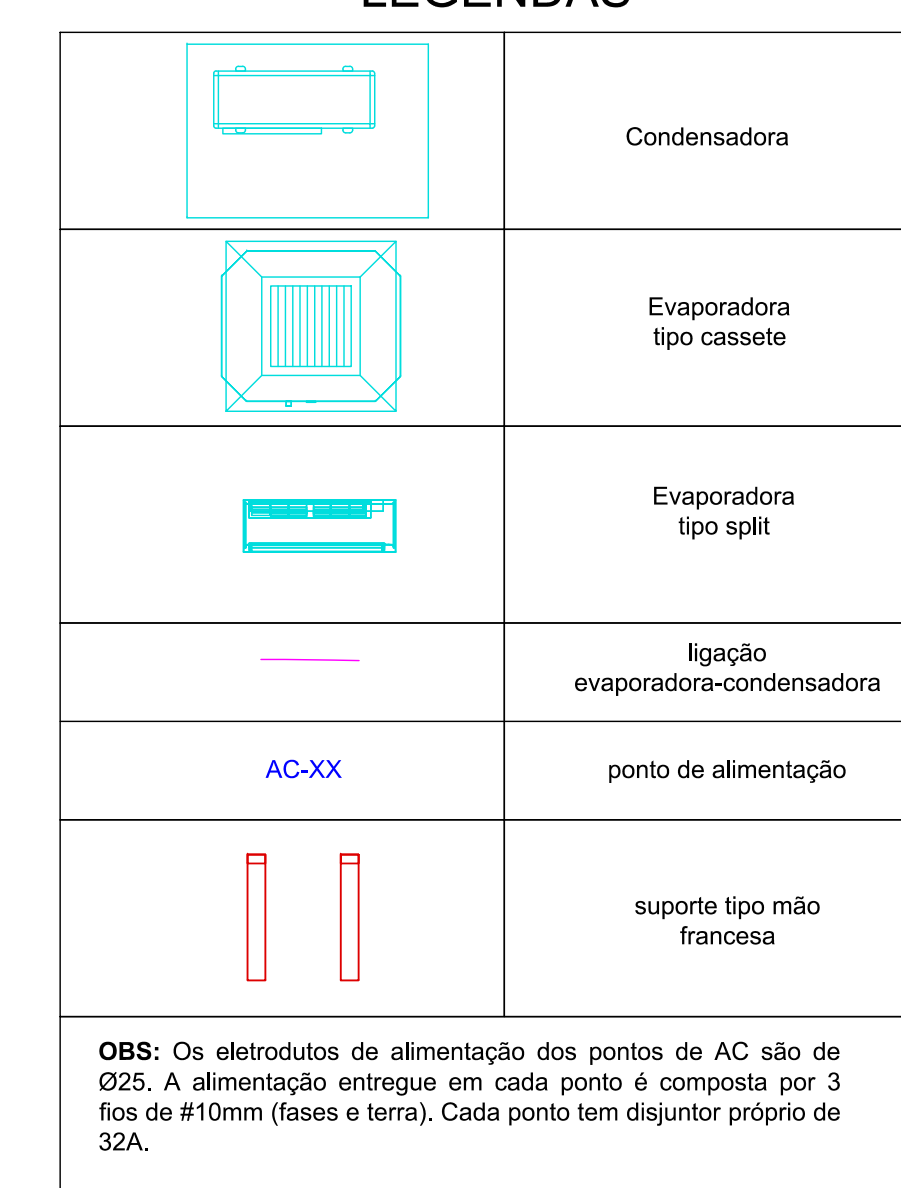 LEGENDAS
Condensadora
Evaporadora
tipo cassete
Evaporadora
tipo split
ligação
evaporadora-condensadora
AC-XX
ponto de alimentação
suporte tipo mão
francesa
OBS: Os eletrodutos de alimentação dos pontos de AC são de
Ø25. A alimentação entregue em cada ponto é composta por 3
fios de #10mm (fases e terra). Cada ponto tem disjuntor próprio de
32A.